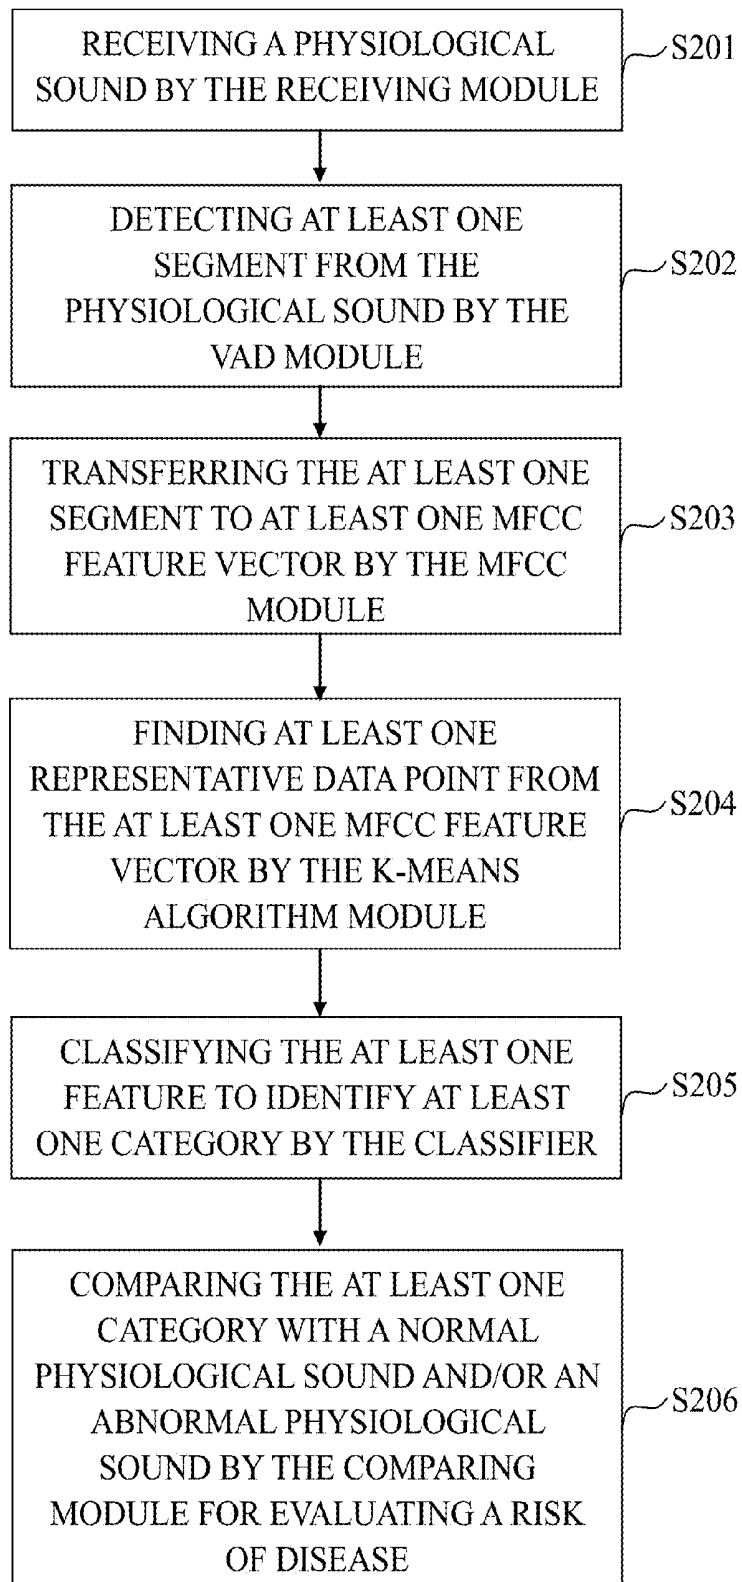 RECEIVING A PHYSIOLOGICAL
SOUND BY THE RECEIVING MODULE
S201
DETECTING AT LEAST ONE
SEGMENT FROM THE
PHYSIOLOGICAL SOUND BY THE
VAD MODULE
S202
TRANSFERRING THE AT LEAST ONE
SEGMENT TO AT LEAST ONE MFCC
FEATURE VECTOR BY THE MFCC
MODULE
S203
FINDING AT LEAST ONE
REPRESENTATIVE DATA POINT FROM
THE AT LEAST ONE MFCC FEATURE
VECTOR BY THE K-MEANS
ALGORITHM MODULE
S204
CLASSIFYING THE AT LEAST ONE
FEATURE TO IDENTIFY AT LEAST
ONE CATEGORY BY THE CLASSIFIER
S205
COMPARING THE AT LEAST ONE
CATEGORY WITH A NORMAL
PHYSIOLOGICAL SOUND AND/OR AN
ABNORMAL PHYSIOLOGICAL
SOUND BY THE COMPARING
MODULE FOR EVALUATING A RISK
OF DISEASE
S206